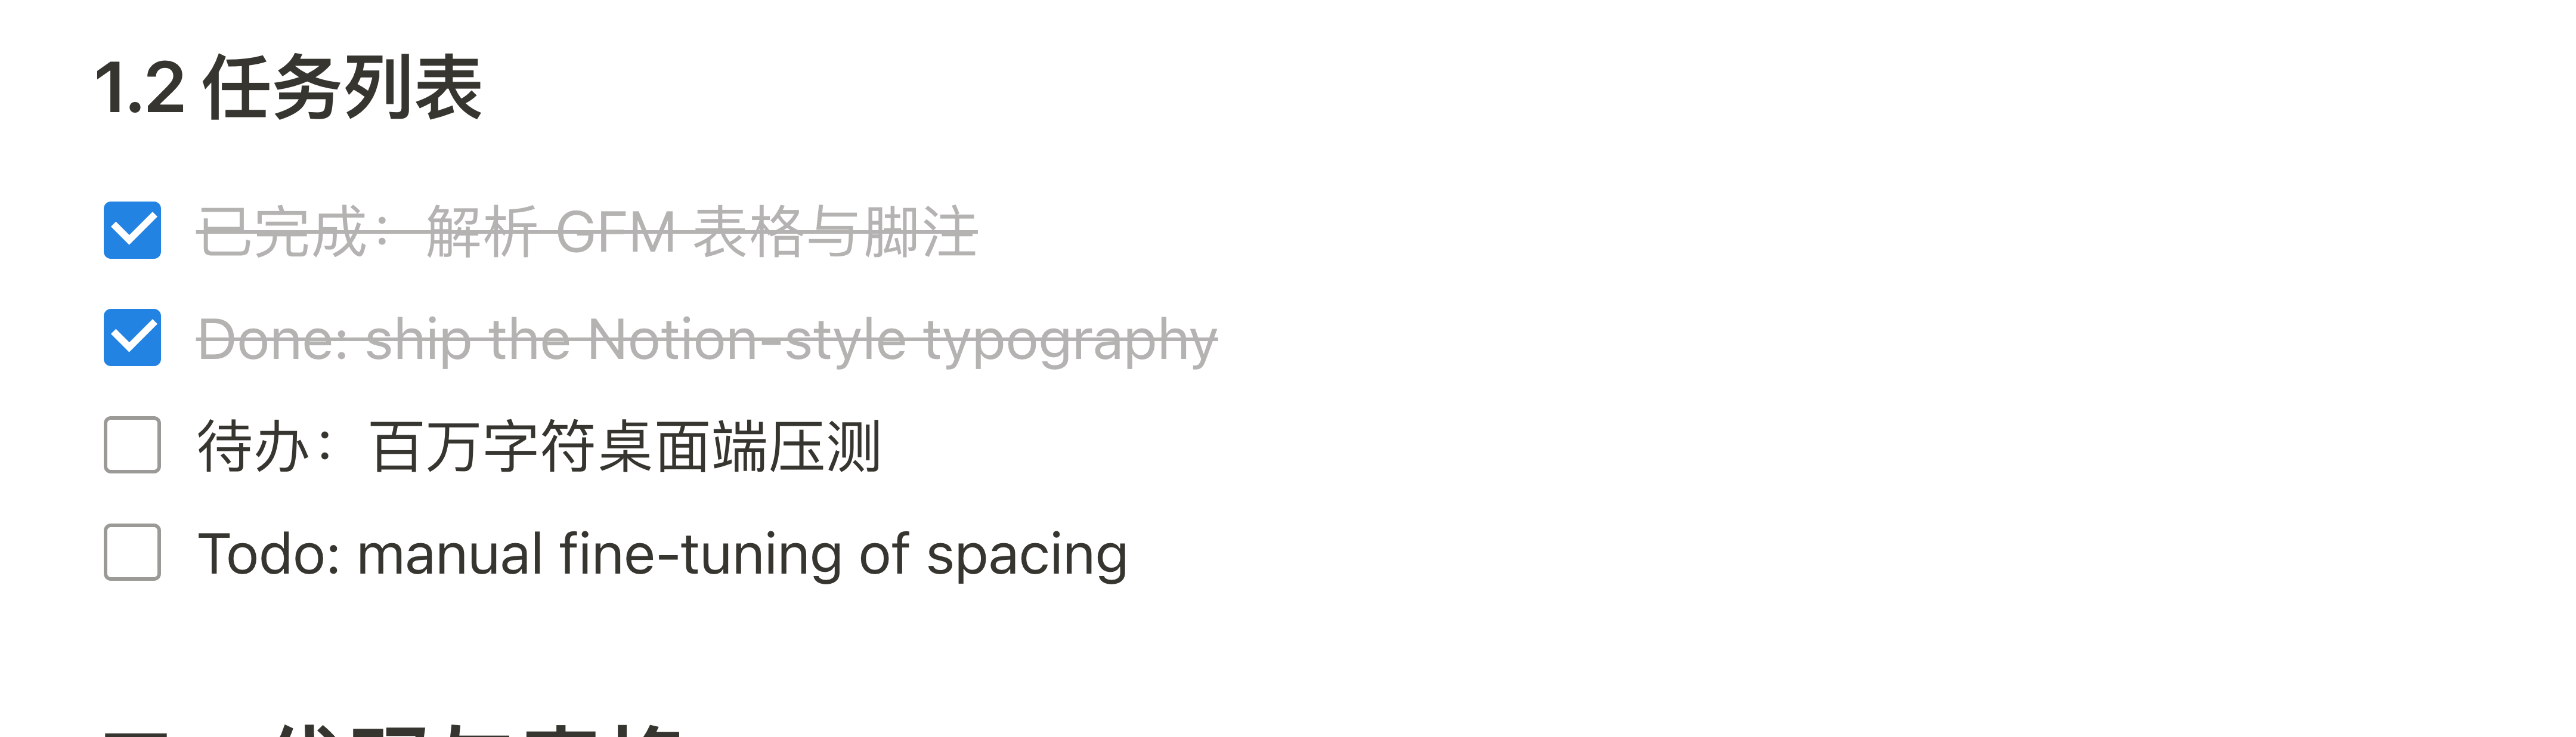 1.2 任务列表
已完成：解析 GFM 表格与脚注
Done: ship the Notion-style typography
待办：百万字符桌面端压测
Todo: manual fine-tuning of spacing